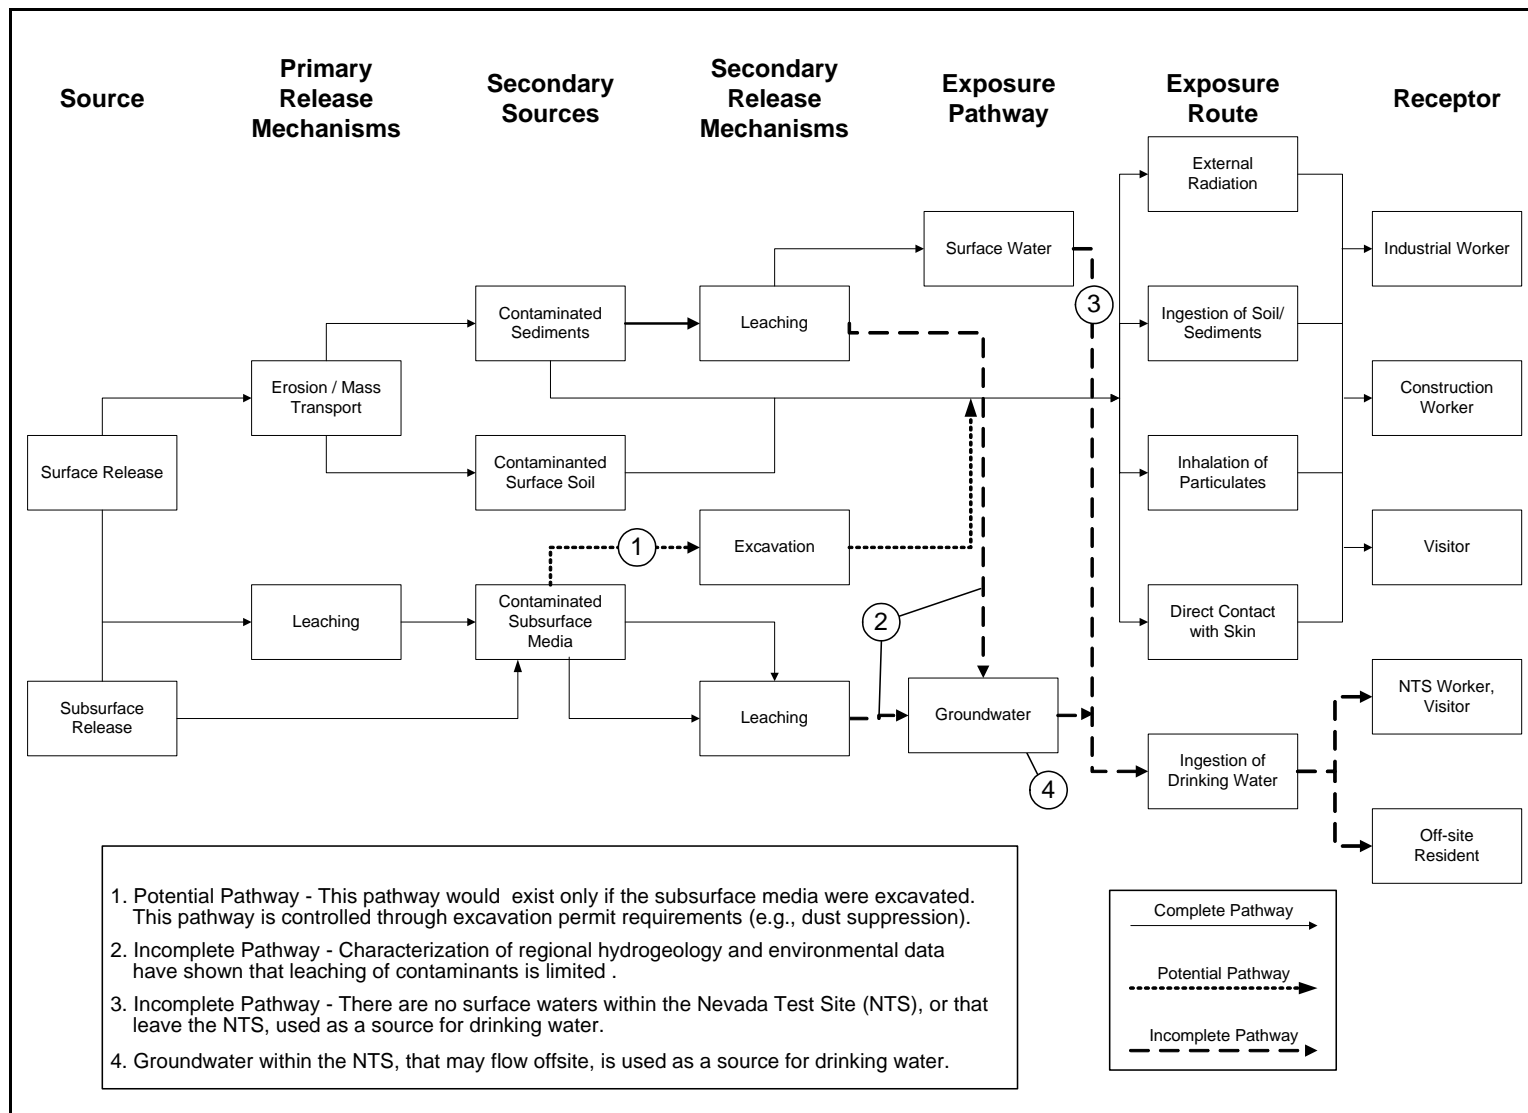 Source
Primary
Release
Mechanisms
Secondary
Sources
Secondary
Release
Mechanisms
Exposure
Pathway
Exposure
Route
Receptor
External
Radiation
Surface Water
Industrial Worker
3
Contaminated
Sediments
Leaching
Ingestion of Soil/
Sediments
Erosion / Mass
Transport
Construction
Worker
Surface Release
Contaminanted
Surface Soil
Inhalation of
Particulates
1
Excavation
Visitor
Leaching
Contaminated
Subsurface
Media
2
Direct Contact
with Skin
Subsurface
Release
Leaching
Groundwater
NTS Worker,
Visitor
4
Ingestion of
Drinking Water
Off-site
Resident
1. Potential Pathway - This pathway would exist only if the subsurface media were excavated.
This pathway is controlled through excavation permit requirements (e.g., dust suppression).
2. Incomplete Pathway - Characterization of regional hydrogeology and environmental data
have shown that leaching of contaminants is limited .
3. Incomplete Pathway - There are no surface waters within the Nevada Test Site (NTS), or that
leave the NTS, used as a source for drinking water.
4. Groundwater within the NTS, that may flow offsite, is used as a source for drinking water.
Complete Pathway
Potential Pathway
Incomplete Pathway